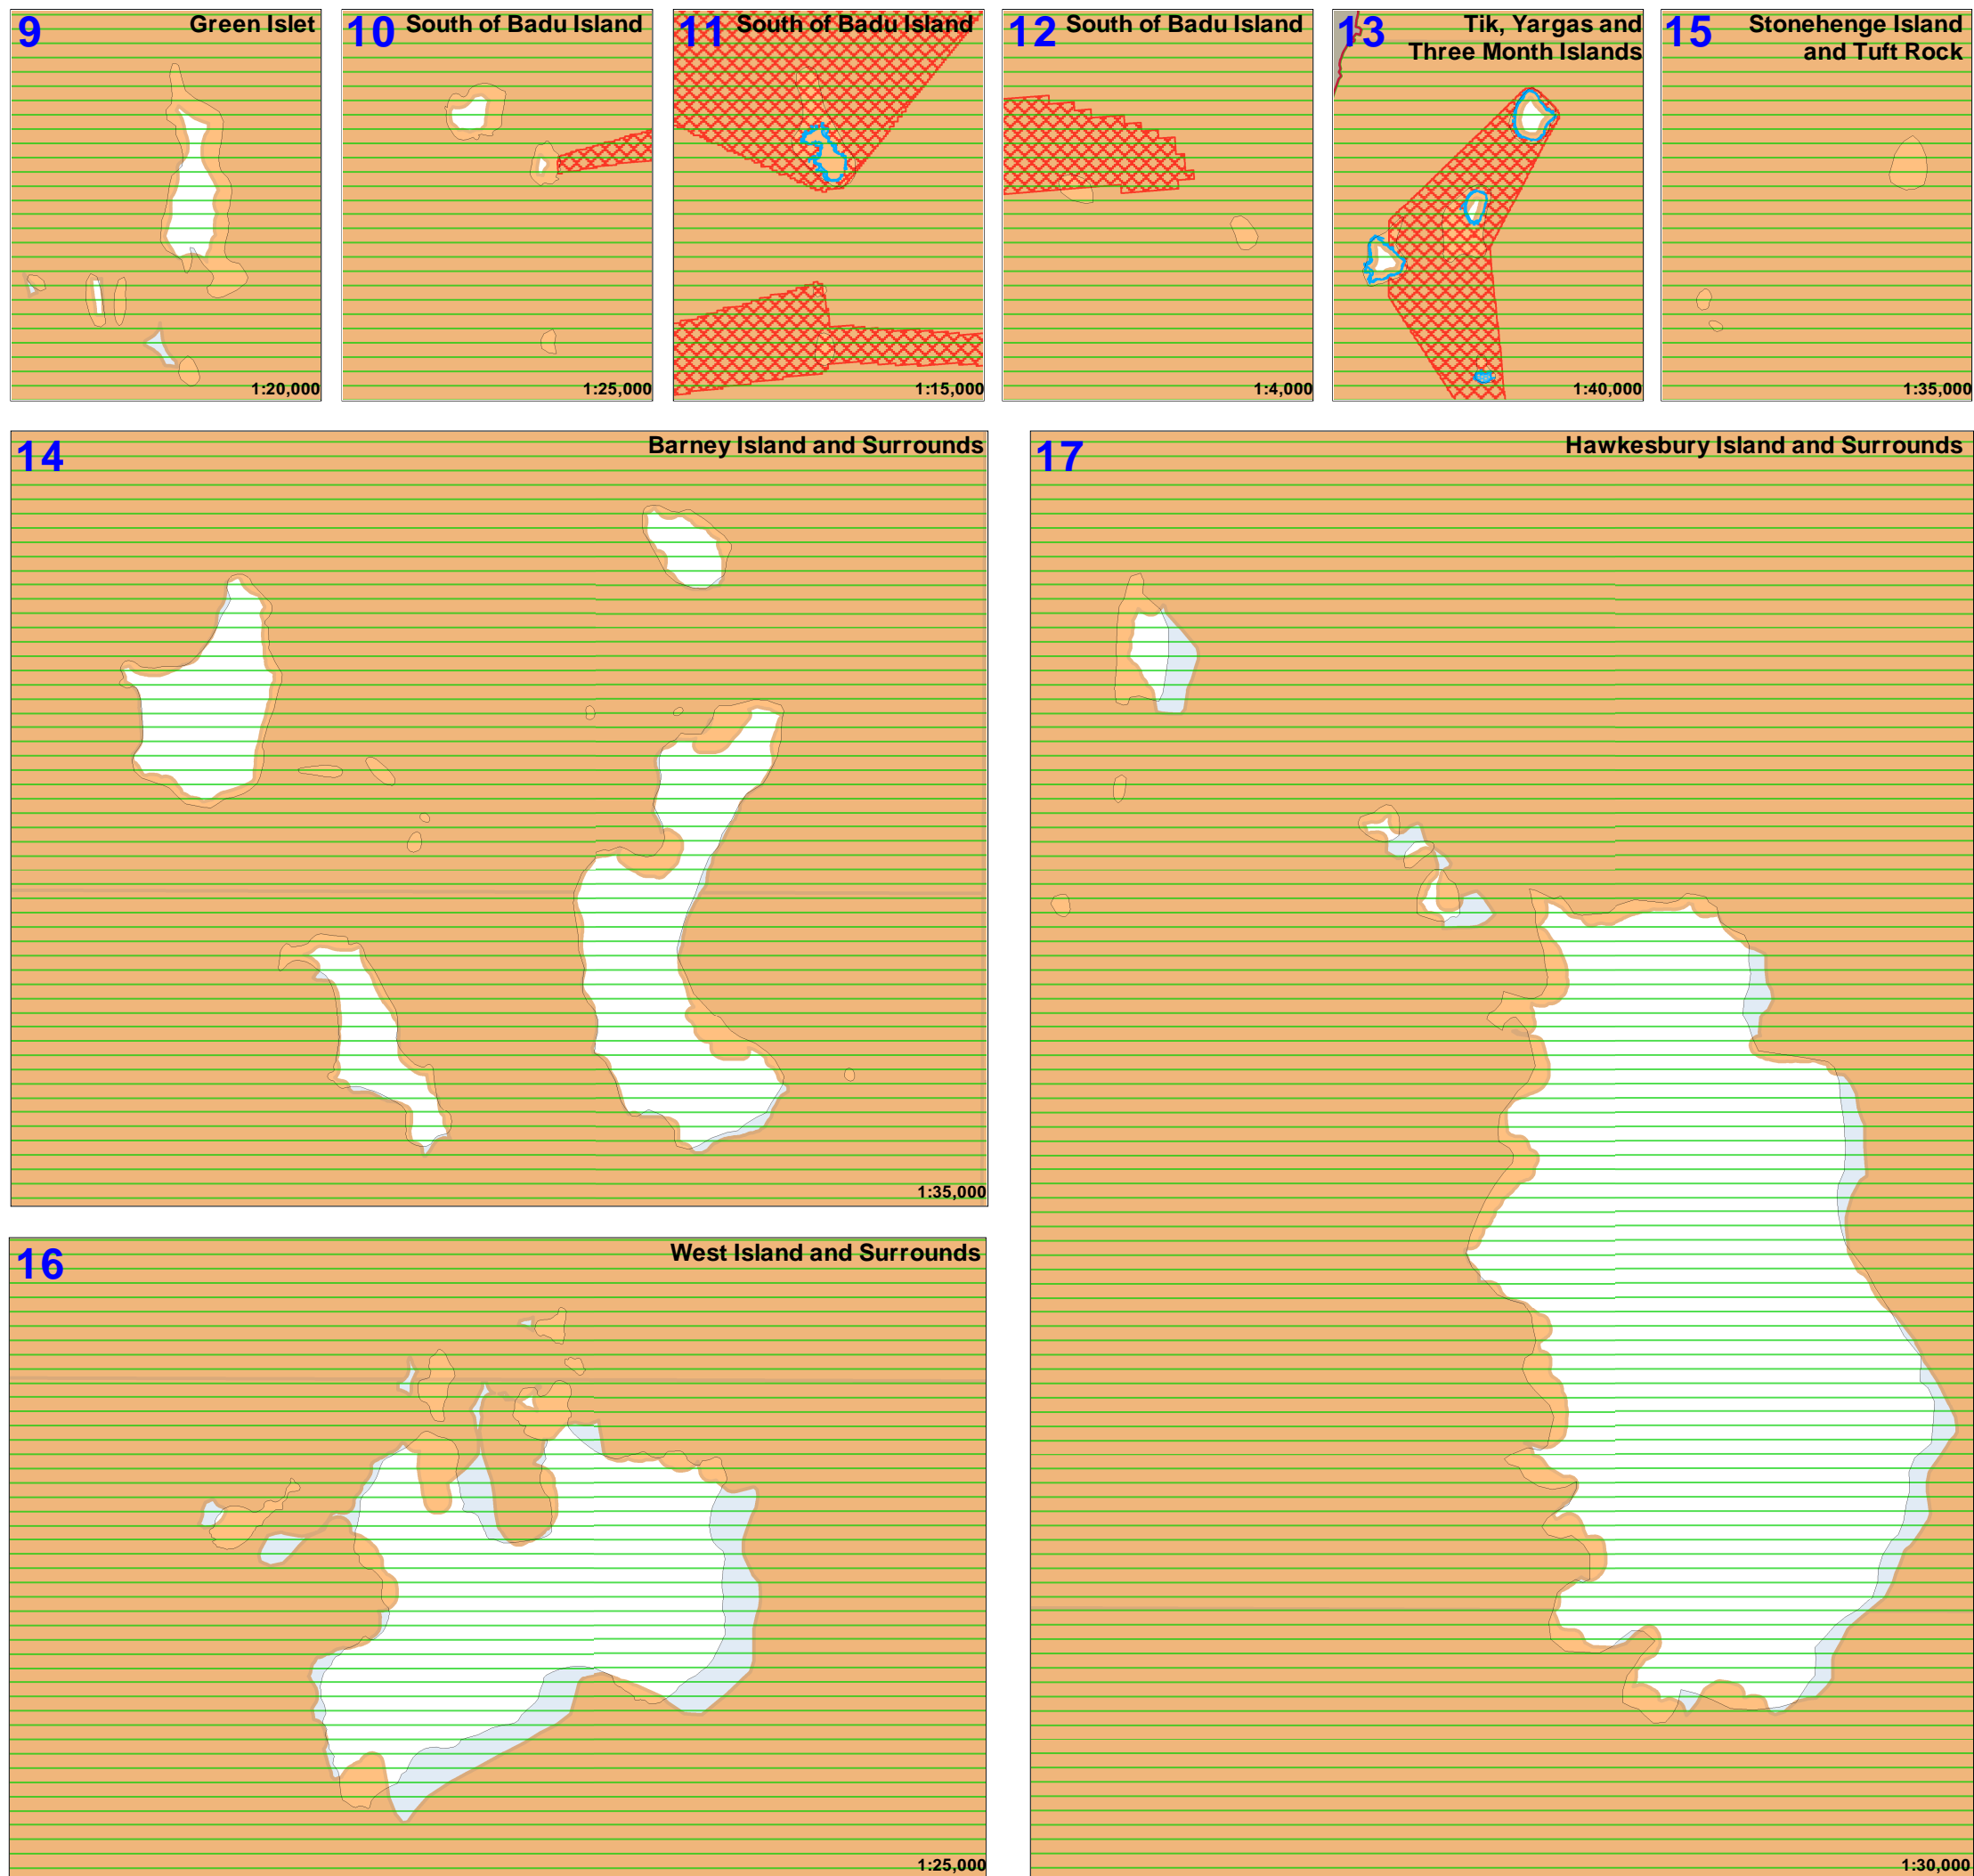 9
Green Islet
1:20,000
10
South of Badu Island
1:25,000
11
South of Badu Island
1:15,000
12
South of Badu Island
1:4,000
13
Tik, Yargas and
Three Month Islands
1:40,000
15
Stonehenge Island
and Tuft Rock
1:35,000
14
Barney Island and Surrounds
1:35,000
17
Hawkesbury Island and Surrounds
1:30,000
16
West Island and Surrounds
1:25,000